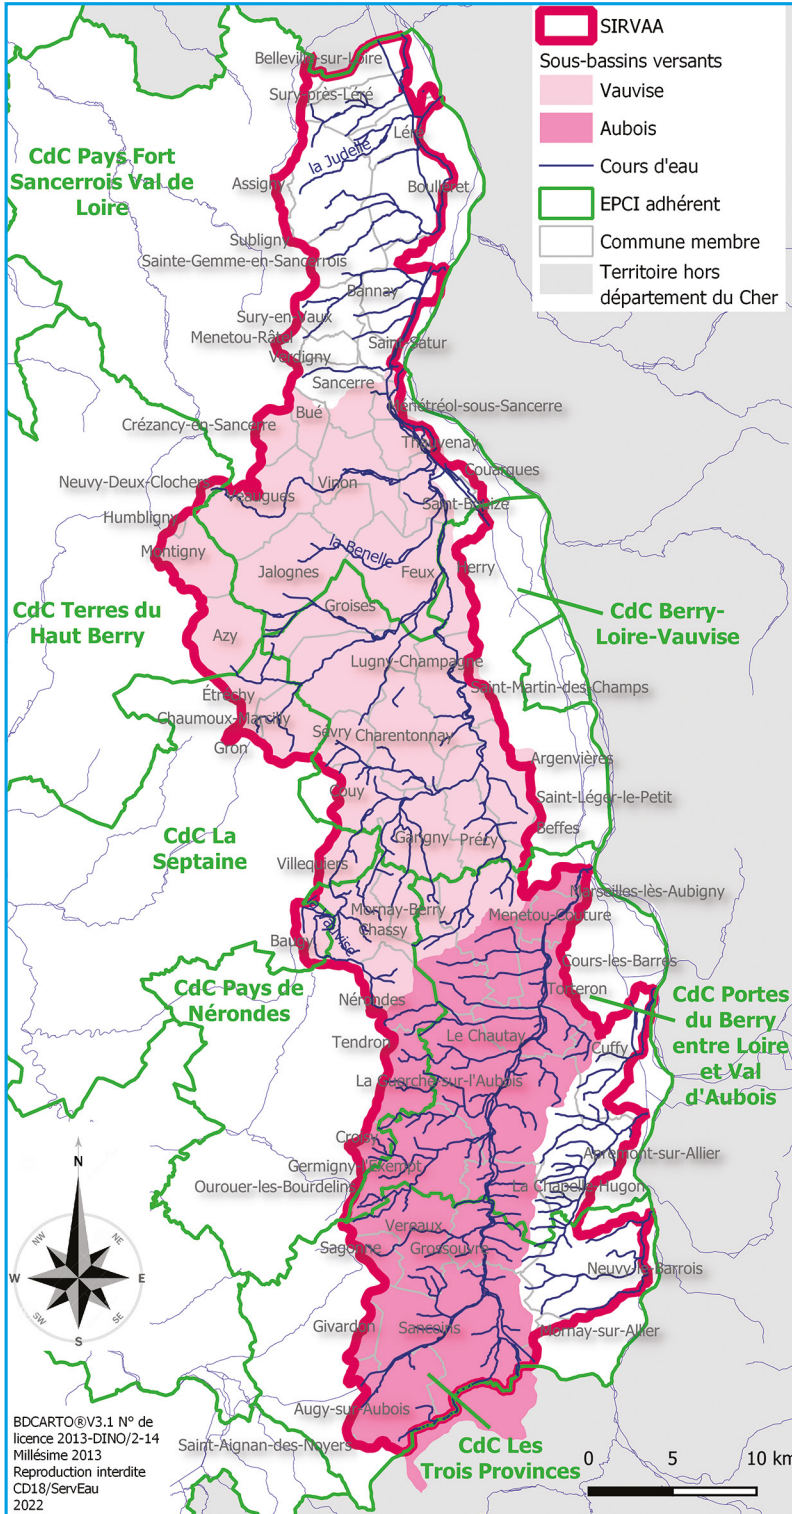 SIRVAA
Sous-bassins versants
Vauvise
Aubois
Cours d'eau
EPCI adhérent
Commune membre
Territoire hors
département du Cher
Belleville-sur-Loire
Sury-près-Léré
Léré
la Judelle
CdC Pays Fort
Sancerrois Val de
Loire
Assigny
Boulleret
Subligny
Sainte-Gemme-en-Sancerrois
Bannay
Sury-en-Vaux
Menetou-Râtel
Saint-Satur
Verdigny
Sancerre
Bué
Ménétréol-sous-Sancerre
Crézancy-en-Sancerre
Thauvenay
Couargues
Neuvy-Deux-Clochers
Vinon
Veaugues
Saint-Bouize
Humbligny
Montigny
la Benelle
Jalognes
Feux
Herry
Groises
CdC Terres du
Haut Berry
CdC Berry-
Loire-Vauvise
Azy
Lugny-Champagne
Saint-Martin-des-Champs
Étrechy
Chaumoux-Marcilly
Gron
Sévry
Charentonnay
Argenvières
Couy
Saint-Léger-le-Petit
Beffes
CdC La
Septaine
Garigny
Précy
Villequiers
Marseilles-lès-Aubigny
Mornay-Berry
Menetou-Couture
Chassy
Baugy
Cours-les-Barres
CdC Pays de
Nérondes
Nérondes
Torteron
CdC Portes
du Berry
entre Loire
et Val
d'Aubois
Tendron
Le Chautay
Cuffy
La Guerche-sur-l'Aubois
Croisy
Germigny-l'Exempt
Apremont-sur-Allier
Ourouer-les-Bourdelins
La Chapelle-Hugon
Vereaux
Sagonne
Grossouvre
Neuvy-le-Barrois
Givardon
Sancoins
Mornay-sur-Allier
Augy-sur-Aubois
Saint-Aignan-des-Noyers
CdC Les
Trois Provinces
N
NW
NE
W
E
SW
SE
S
BDCARTO®V3.1 N° de
licence 2013-DINO/2-14
Millésime 2013
Reproduction interdite
CD18/ServEau
2022
0 5 10 km